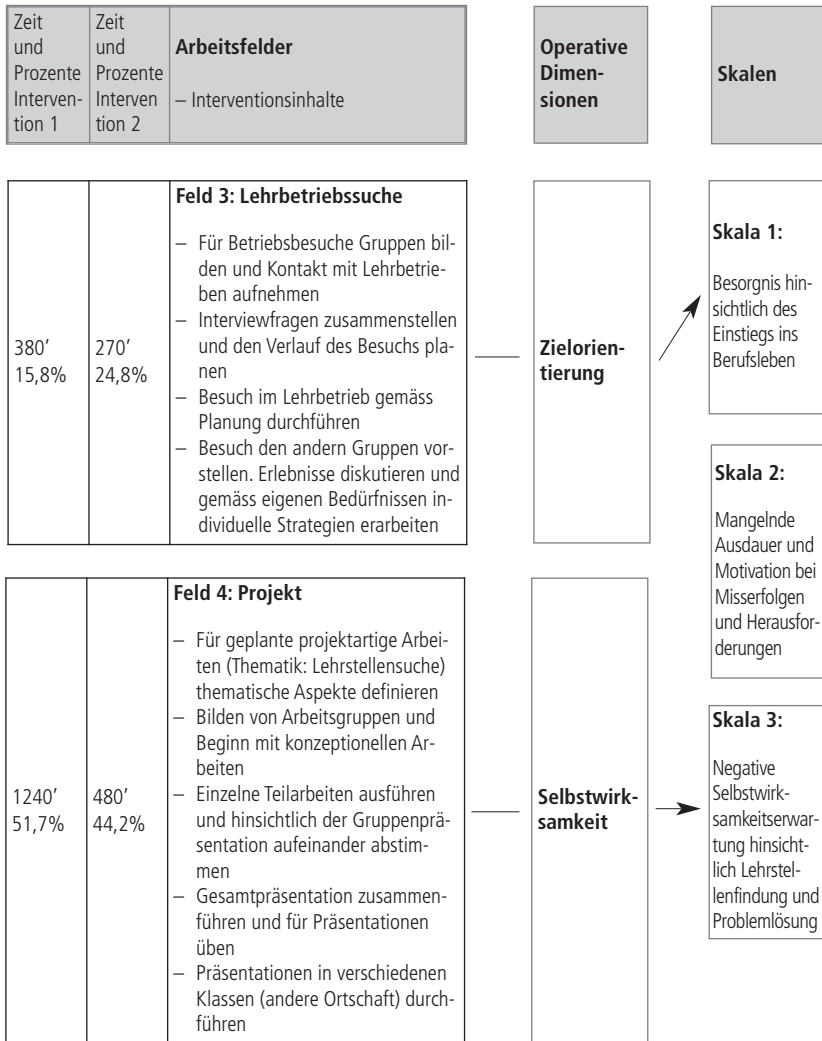 Zeit
und
Prozente
Interven-
tion 1
Zeit
und
Prozente
Interven
tion 2
Arbeitsfelder
– Interventionsinhalte
Operative
Dimen-
sionen
Skalen
380’
15,8%
270’
24,8%
Feld 3: Lehrbetriebssuche
– Für Betriebsbesuche Gruppen bil-
den und Kontakt mit Lehrbetrie-
ben aufnehmen
– Interviewfragen zusammenstellen
und den Verlauf des Besuchs pla-
nen
– Besuch im Lehrbetrieb gemäss
Planung durchführen
– Besuch den andern Gruppen vor-
stellen. Erlebnisse diskutieren und
gemäss eigenen Bedürfnissen in-
dividuelle Strategien erarbeiten
Zielorien-
tierung
Skala 1:
Besorgnis hin-
sichtlich des
Einstiegs ins
Berufsleben
Skala 2:
Mangelnde
Ausdauer und
Motivation bei
Misserfolgen
und Herausfor-
derungen
1240’
51,7%
480’
44,2%
Feld 4: Projekt
– Für geplante projektartige Arbei-
ten (Thematik: Lehrstellensuche)
thematische Aspekte definieren
– Bilden von Arbeitsgruppen und
Beginn mit konzeptionellen Ar-
beiten
– Einzelne Teilarbeiten ausführen
und hinsichtlich der Gruppenprä-
sentation aufeinander abstim-
men
– Gesamtpräsentation zusammen-
führen und für Präsentationen
üben
– Präsentationen in verschiedenen
Klassen (andere Ortschaft) durch-
führen
Selbstwirk-
samkeit
Skala 3:
Negative
Selbstwirk-
samkeitserwar-
tung hinsicht-
lich Lehrstel-
lenfindung und
Problemlösung